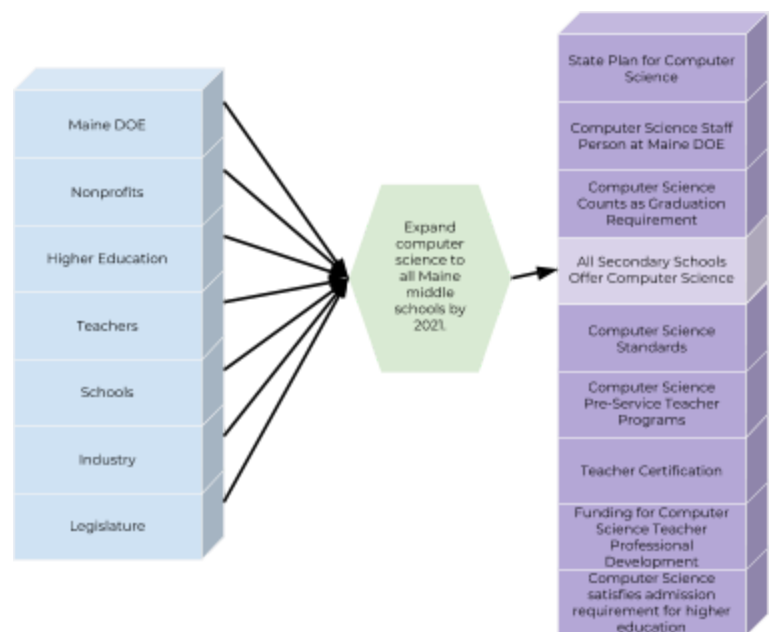 Maine DOE
Nonprofits
Higher Education
Teachers
Schools
Industry
Legislature
Expand
computer
science to
all Maine
middle
schools by
2021.
State Plan for Computer
Science
Computer Science Staff
Person at Maine DOE
Computer Science
Counts as Graduation
Requirement
All Secondary Schools
Offer Computer Science
Computer Science
Standards
Computer Science
Pre-Service Teacher
Programs
Teacher Certification
Funding for Computer
Science Teacher
Professional
Development
Computer Science
satisfies admission
requirement for higher
education